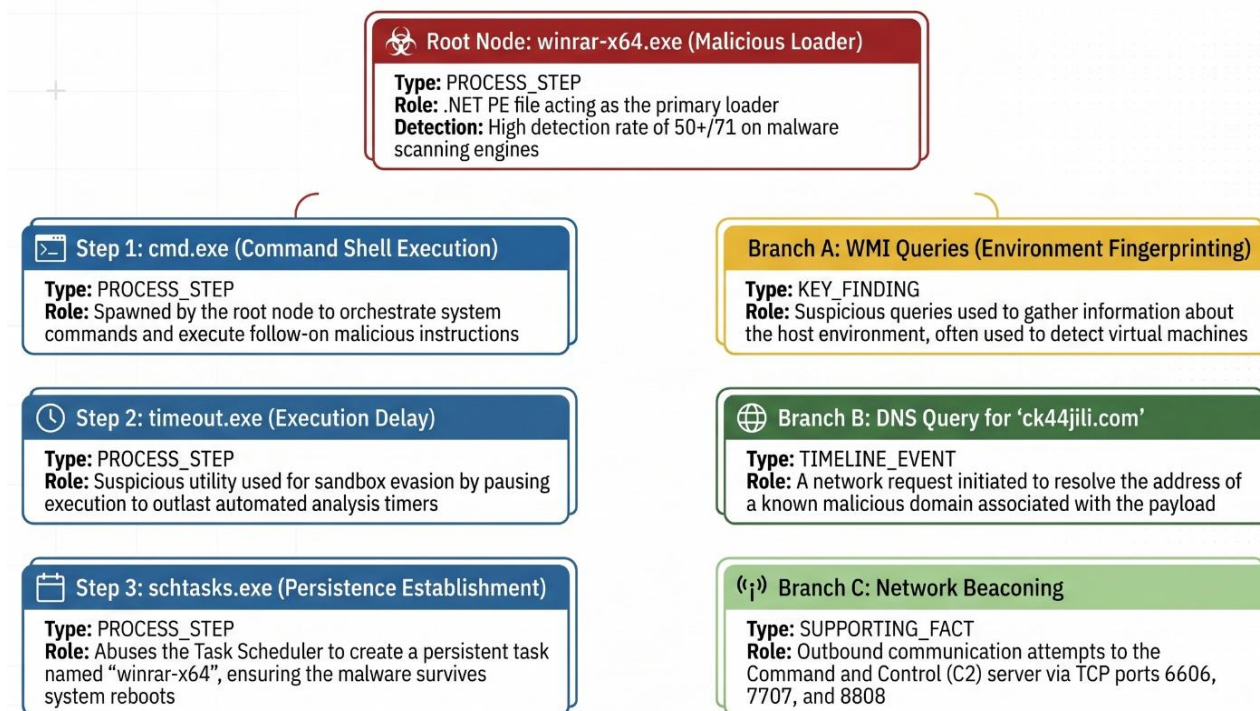 Root Node: winrar-x64.exe (Malicious Loader)
Type: PROCESS_STEP
Role: .NET PE file acting as the primary loader
Detection: High detection rate of 50+/71 on malware
scanning engines
Step 1: cmd.exe (Command Shell Execution)
Type: PROCESS_STEP
Role: Spawned by the root node to orchestrate system
commands and execute follow-on malicious instructions
Branch A: WMI Queries (Environment Fingerprinting)
Type: KEY_FINDING
Role: Suspicious queries used to gather information about
the host environment, often used to detect virtual machines
Step 2: timeout.exe (Execution Delay)
Type: PROCESS_STEP
Role: Suspicious utility used for sandbox evasion by pausing
execution to outlast automated analysis timers
Branch B: DNS Query for ‘ck44jili.com’
Type: TIMELINE_EVENT
Role: A network request initiated to resolve the address of
a known malicious domain associated with the payload
Step 3: schtasks.exe (Persistence Establishment)
Type: PROCESS_STEP
Role: Abuses the Task Scheduler to create a persistent task
named “winrar-x64”, ensuring the malware survives
system reboots
Branch C: Network Beaconing
Type: SUPPORTING_FACT
Role: Outbound communication attempts to the
Command and Control (C2) server via TCP ports 6606,
7707, and 8808